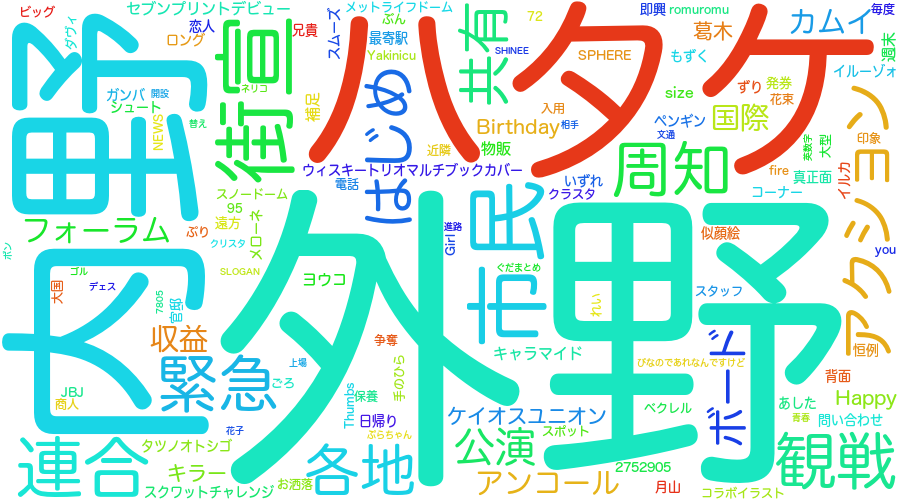 ビッグ
セブンプリントデビュー
メットライフドーム
即興
romuromu
毎度
恋人
ぶん
72
ダヴィ
ロング
兄貴
スムーズ
最寄駅
葛木
カムイ
週末
内野
街宣
ハタケ
共有
Yakinicu
SHINEE
SPHERE
もずく
イルーゾォ
ガンバ
開設
ネリコ
シュート
補足
はじめ
size
ずり
発券
花束
NEWS
替え
Birthday
入用
相手
ペンギン
国際
文通
英数字
大型
印象
アクション
近隣
物販
周知
ウィスキートリオマルチブックカバー
電話
いずれ
クラスタ
fire
真正面
イルカ
コーナー
スノードーム
95
遠方
メローネ
フォーラム
ぷり
クリスタ
進路
Girl
市民
外野
似顔絵
you
ボン
ゴル
SLOGAN
ヨウコ
ぐだまとめ
大国
デェス
7805
官邸
れい
スタッフ
収益
争奪
上場
キャラマイド
ボード
恒例
びなのであれなんですけど
緊急
ごろ
手のひら
背面
JBJ
商人
Thumbs
保養
ベクレル
あした
Happy
日帰り
ケイオスユニオン
青春
問い合わせ
花子
ぷらちゃん
スポット
連合
タツノオトシゴ
公演
観戦
キラー
各地
2752905
お洒落
アンコール
月山
スクワットチャレンジ
コラボイラスト